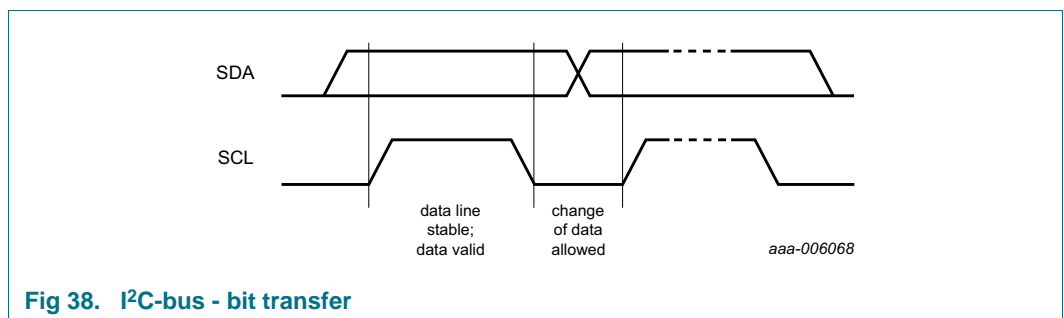 SDA
SCL
data line
stable;
data valid
change
of data
allowed
aaa-006068
Fig 38. I²C-bus - bit transfer